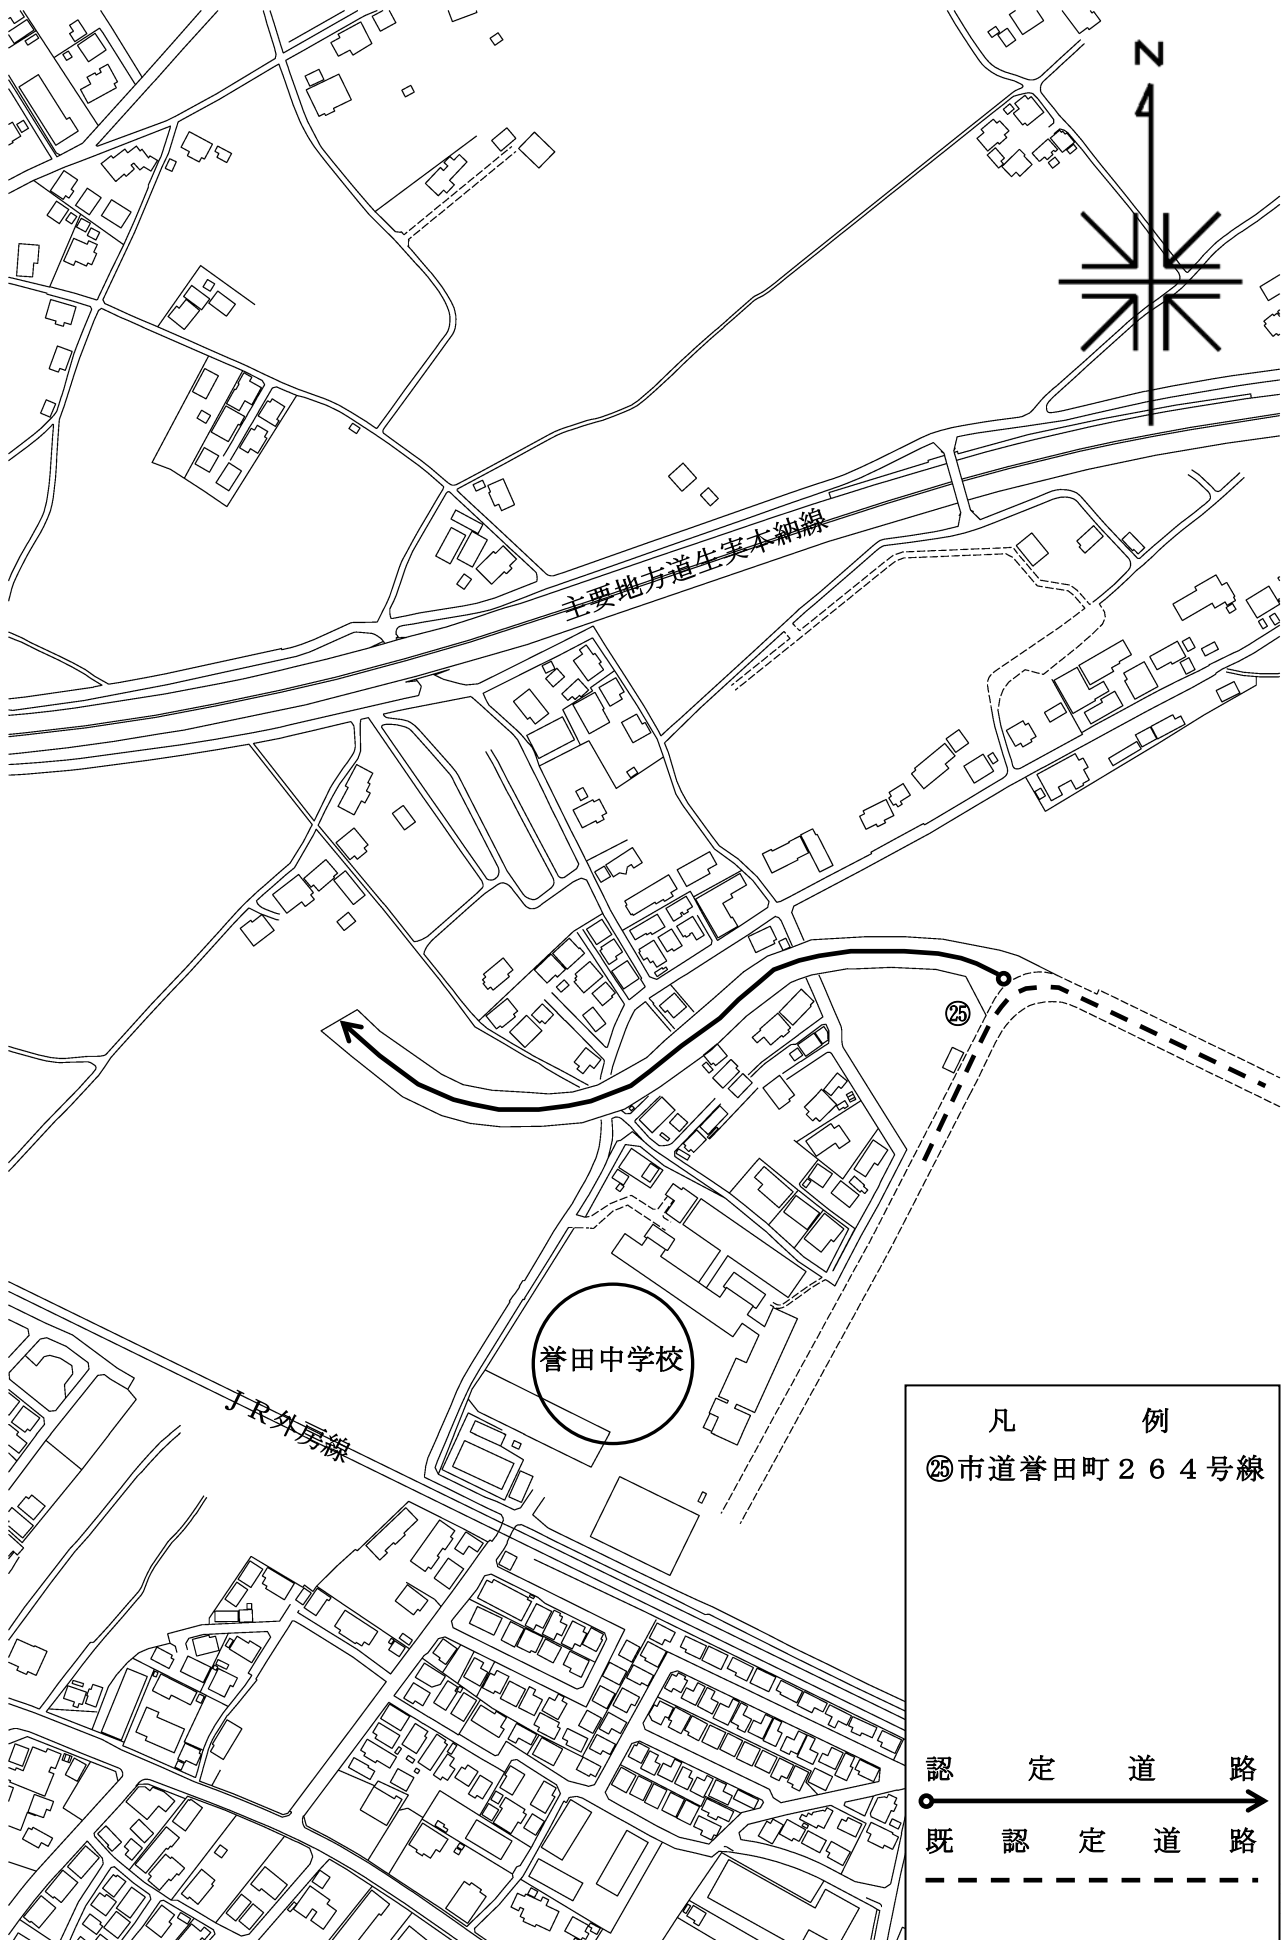 N
主要地方道生実本納線
㉕
誉田中学校
ＪＲ外房線
凡例
㉕市道誉田町２６４号線
認定道路
既認定道路